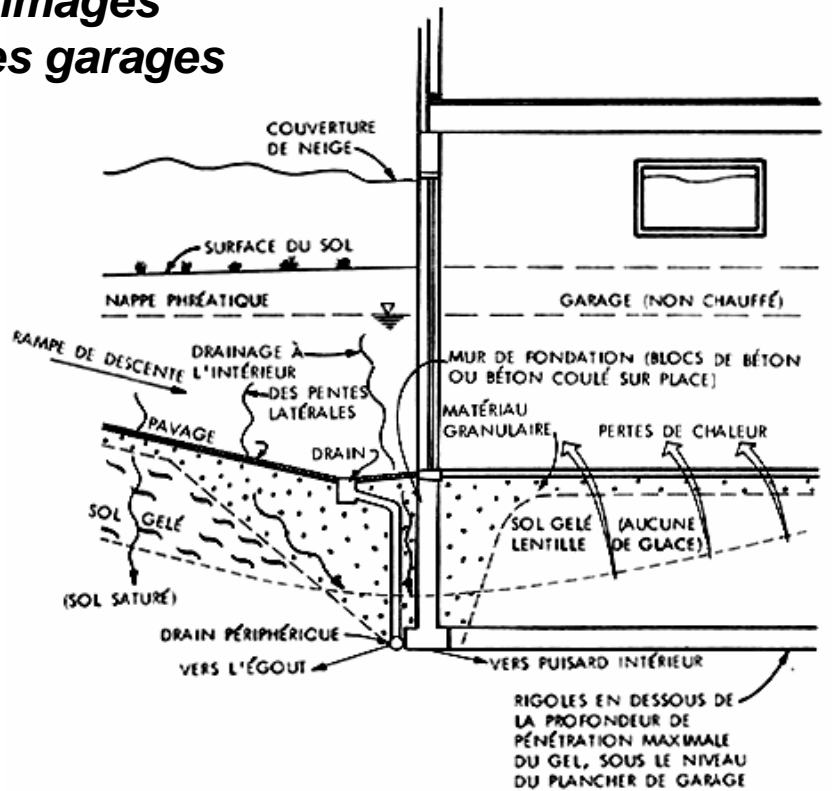 images
es garages
COUVERTURE
DE NEIGE
SURFACE DU SOL
NAPPE PHRÉATIQUE
GARAGE (NON CHAUFFÉ)
RAMPE DE DESCENTE
DRAINAGE À
L'INTÉRIEUR
DES PENTES
LATÉRALES
MUR DE FONDATION (BLOCS DE BÉTON
OU BÉTON COULÉ SUR PLACE)
MATÉRIAU
GRANULAIRE
PERTES DE CHALEUR
PAVAGE
DRAIN
SOL GELÉ
SOL GELÉ (AUCUNE
LENTILLE DE GLACE)
(SOL SATURÉ)
DRAIN PÉRIPHÉRIQUE
VERS L'ÉGOUT
VERS PUISARD INTÉRIEUR
RIGOLES EN DESSOUS DE
LA PROFONDEUR DE
PÉNÉTRATION MAXIMALE
DU GEL, SOUS LE NIVEAU
DU PLANCHER DE GARAGE